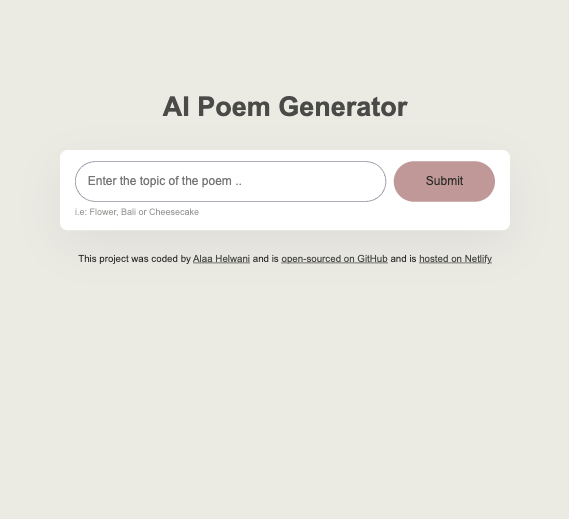 AI Poem Generator
Enter the topic of the poem ..
Submit
i.e: Flower, Bali or Cheesecake
This project was coded by Alaa Helwani and is open-sourced on GitHub and is hosted on Netlify